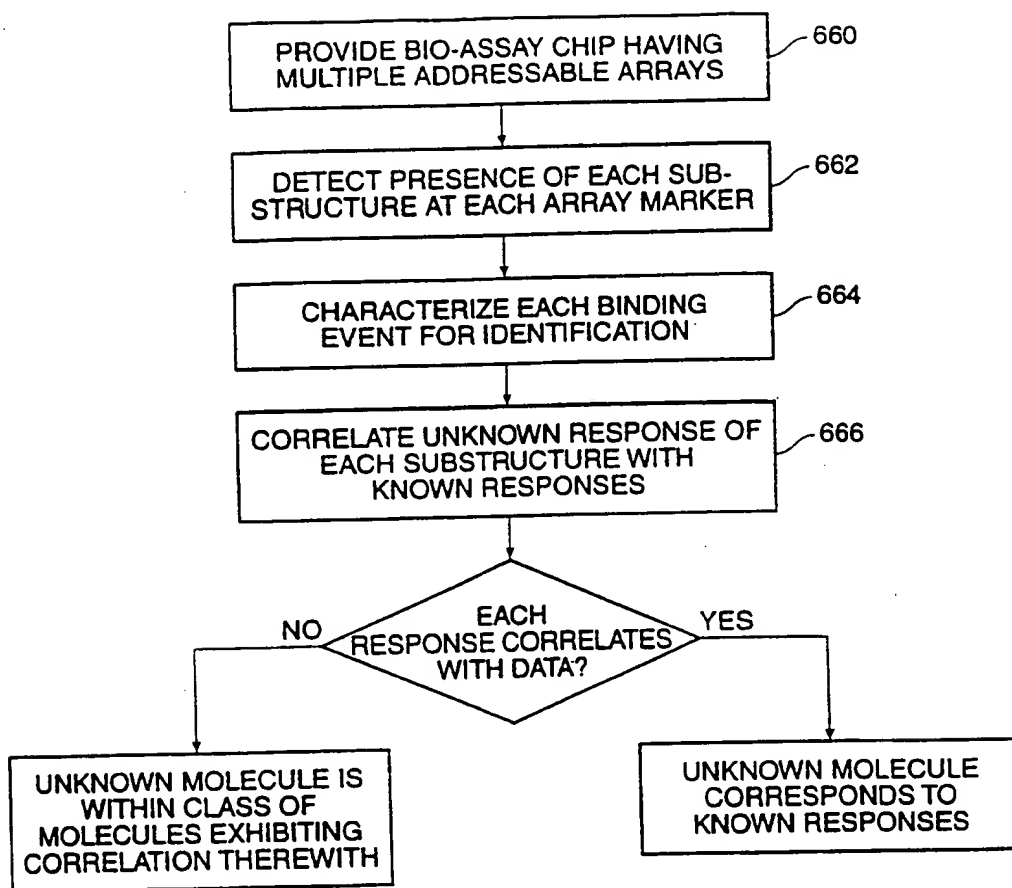 PROVIDE BIO-ASSAY CHIP HAVING
MULTIPLE ADDRESSABLE ARRAYS
660
DETECT PRESENCE OF EACH SUB-
STRUCTURE AT EACH ARRAY MARKER
662
CHARACTERIZE EACH BINDING
EVENT FOR IDENTIFICATION
664
CORRELATE UNKNOWN RESPONSE OF
EACH SUBSTRUCTURE WITH
KNOWN RESPONSES
666
EACH
RESPONSE CORRELATES
WITH DATA?
NO
YES
UNKNOWN MOLECULE IS
WITHIN CLASS OF
MOLECULES EXHIBITING
CORRELATION THEREWITH
UNKNOWN MOLECULE
CORRESPONDS TO
KNOWN RESPONSES